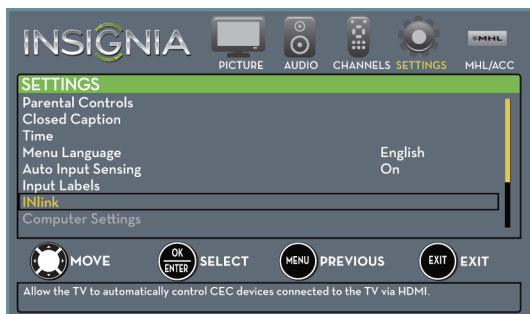 INSIGNIA
PICTURE AUDIO CHANNELS SETTINGS MHL/ACC
MHL
SETTINGS
Parental Controls
Closed Caption
Time
Menu Language English
Auto Input Sensing On
Input Labels
INlink
Computer Settings
MOVE OK ENTER SELECT MENU PREVIOUS EXIT EXIT
Allow the TV to automatically control CEC devices connected to the TV via HDMI.